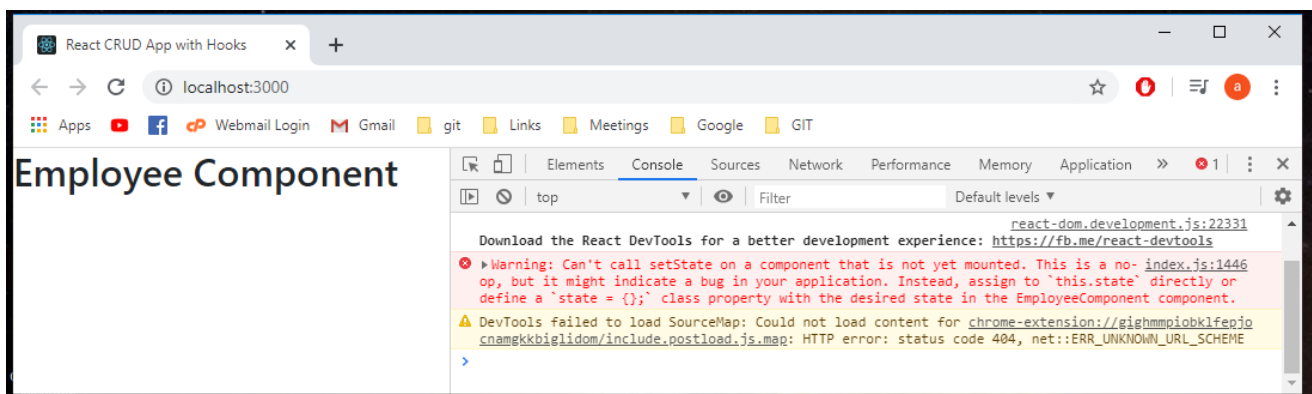 React CRUD App with Hooks
localhost:3000
a
Apps Webmail Login Gmail git Links Meetings Google GIT
Employee Component
Elements Console Sources Network Performance Memory Application » 1
top Filter Default levels ▼
react-dom.development.js:22331
Download the React DevTools for a better development experience: https://fb.me/react-devtools
Warning: Can't call setState on a component that is not yet mounted. This is a no- index.js:1446
op, but it might indicate a bug in your application. Instead, assign to `this.state` directly or
define a `state = {};` class property with the desired state in the EmployeeComponent component.
DevTools failed to load SourceMap: Could not load content for chrome-extension://gighmmpiobklfepjo
cnamgkkbiglidom/include.postload.js.map: HTTP error: status code 404, net::ERR_UNKNOWN_URL_SCHEME